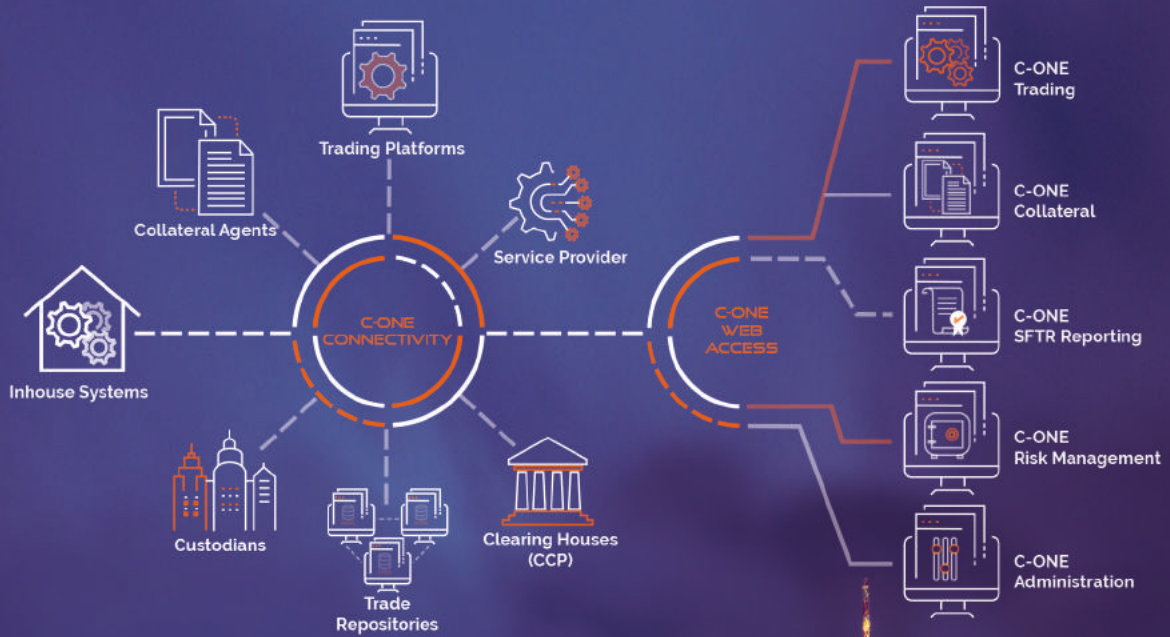 Trading Platforms
Collateral Agents
Service Provider
Inhouse Systems
C-ONE
CONNECTIVITY
Custodians
Trade
Repositories
Clearing Houses
(CCP)
C-ONE
WEB
ACCESS
C-ONE
Trading
C-ONE
Collateral
C-ONE
SFTR Reporting
C-ONE
Risk Management
C-ONE
Administration